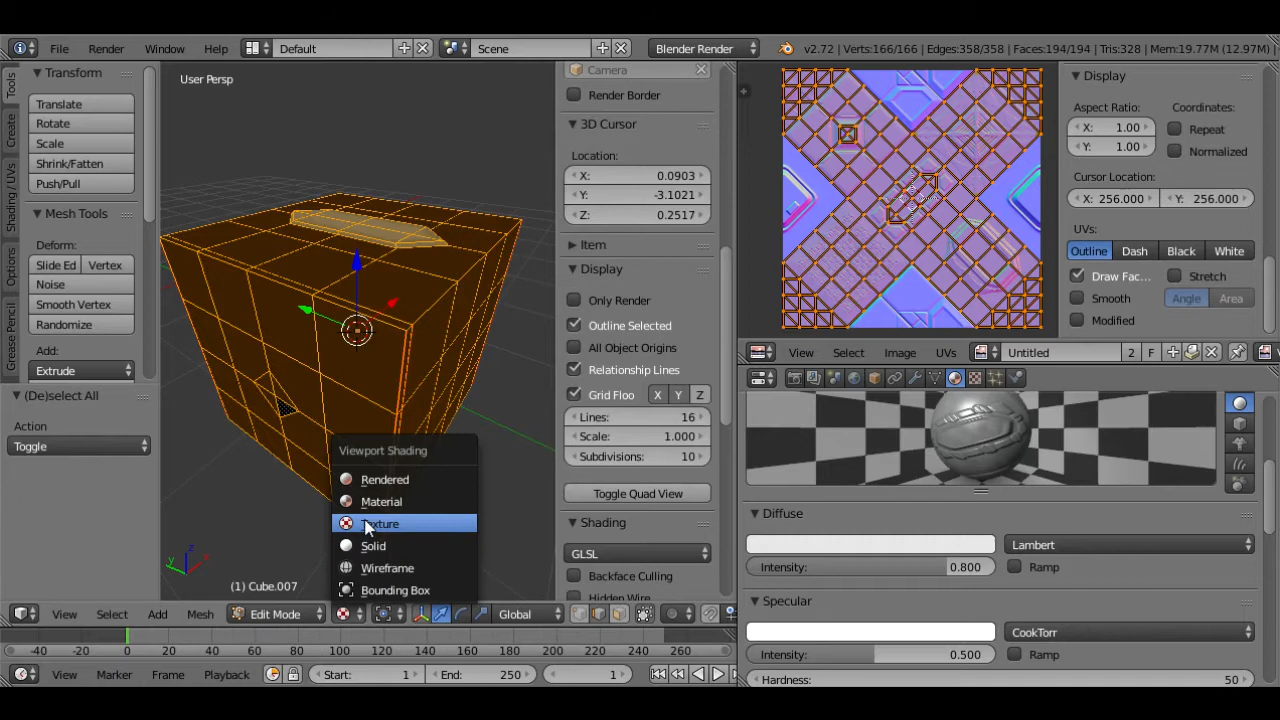 File Render Window Help Default Scene Blender Render v2.72 | Verts:166/166 | Edges:358/358 | Faces:194/194 | Tris:328 | Mem:19.77M (12.97M)
Tools
Create
Shading / UVs
Options
Grease Pencil
Transform
Translate
Rotate
Scale
Shrink/Fatten
Push/Pull
Mesh Tools
Deform:
Slide Ed Vertex
Noise
Smooth Vertex
Randomize
Add:
Extrude
(De)select All
Action
Toggle
User Persp
(1) Cube.007
Viewport Shading
Rendered
Material
Texture
Solid
Wireframe
Bounding Box
Camera
Render Border
3D Cursor
Location:
X: 0.0903
Y: -3.1021
Z: 0.2517
Item
Display
Only Render
Outline Selected
All Object Origins
Relationship Lines
Grid Floo X Y Z
Lines: 16
Scale: 1.000
Subdivisions: 10
Toggle Quad View
Shading
GLSL
Backface Culling
Hidden Wire
Display
Aspect Ratio: Coordinates:
X: 1.00 Repeat
Y: 1.00 Normalized
Cursor Location:
X: 256.000 Y: 256.000
UVs:
Outline Dash Black White
Draw Fac... Stretch
Smooth Angle Area
Modified
View Select Image UVs Untitled 2 F
Diffuse
Lambert
Intensity: 0.800 Ramp
Specular
CookTorr
Intensity: 0.500 Ramp
Hardness: 50
View Select Add Mesh Edit Mode Global
-40 -20 0 20 40 60 80 100 120 140 160 180 200 220 240 260
View Marker Frame Playback Start: 1 End: 250 1